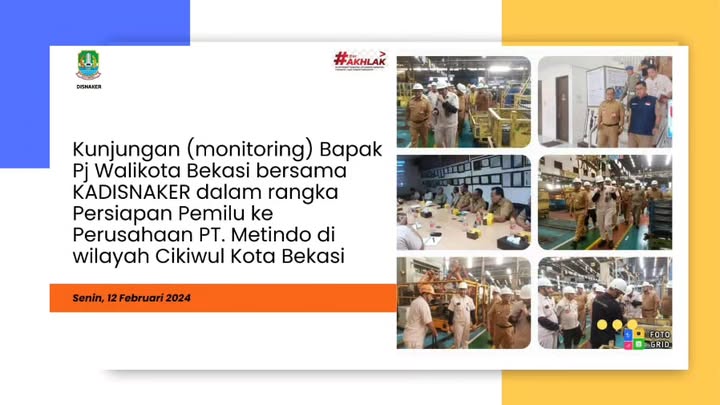 DISNAKER
#AKHLAK
Kunjungan (monitoring) Bapak
Pj Walikota Bekasi bersama
KADISNAKER dalam rangka
Persiapan Pemilu ke
Perusahaan PT. Metindo di
wilayah Cikiwul Kota Bekasi
Senin, 12 Februari 2024
FOTO
GRID